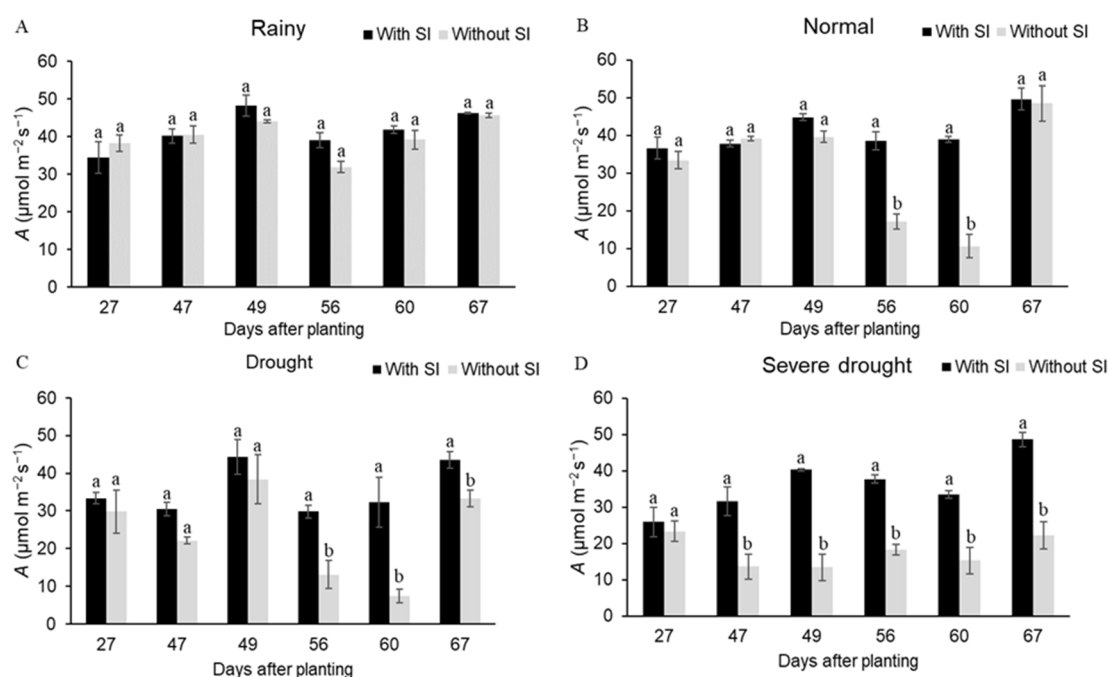 A
Rainy
With SI Without SI
a a a a a a a a a a a a
60
50
40
30
20
10
0
A (µmol m−2 s−1)
27 47 49 56 60 67
Days after planting
B
Normal
With SI Without SI
a a a a a a a b a b a a
60
50
40
30
20
10
0
A (µmol m−2 s−1)
27 47 49 56 60 67
Days after planting
C
Drought
With SI Without SI
a a a a a a a b a b a b
60
50
40
30
20
10
0
A (µmol m−2 s−1)
27 47 49 56 60 67
Days after planting
D
Severe drought
With SI Without SI
a a a b a b a b a b a b
60
50
40
30
20
10
0
A (µmol m−2 s−1)
27 47 49 56 60 67
Days after planting